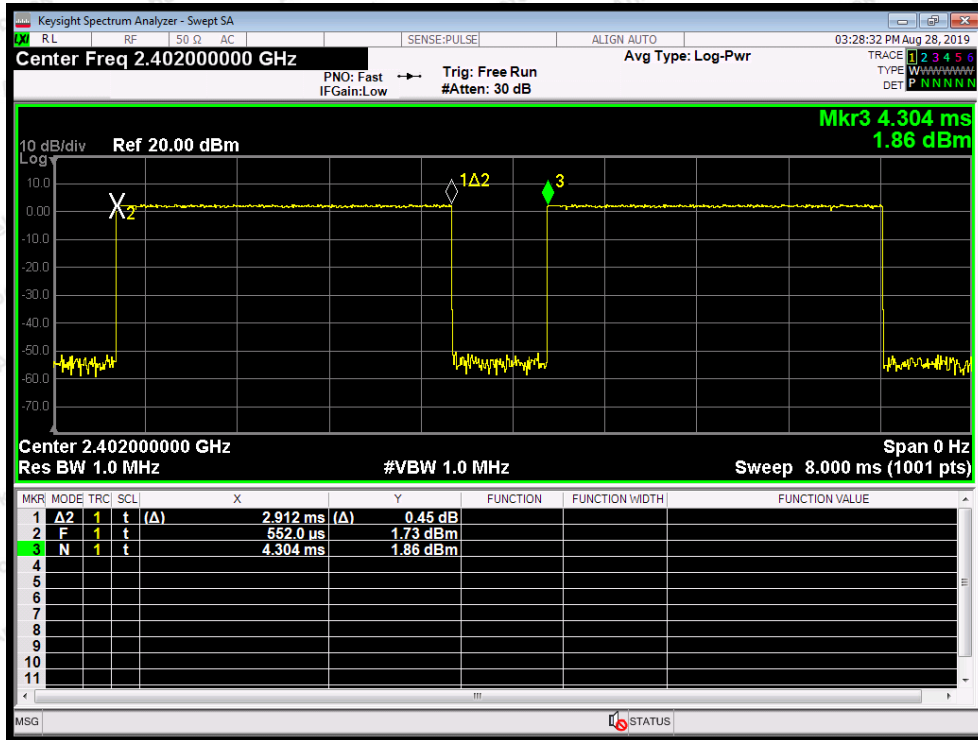 Keysight Spectrum Analyzer - Swept SA
LXI RL RF 50 Ω AC SENSE:PULSE ALIGN AUTO 03:28:32 PM Aug 28, 2019
Center Freq 2.402000000 GHz
PNO: Fast
IFGain:Low
Trig: Free Run
#Atten: 30 dB
Avg Type: Log-Pwr
TRACE 1 2 3 4 5 6
TYPE WWWWWW
DET P N N N N N
Mkr3 4.304 ms
1.86 dBm
10 dB/div Ref 20.00 dBm
Log
10.0
0.00
-10.0
-20.0
-30.0
-40.0
-50.0
-60.0
-70.0
X2
1Δ2
3
Center 2.402000000 GHz Span 0 Hz
Res BW 1.0 MHz #VBW 1.0 MHz Sweep 8.000 ms (1001 pts)
MKR MODE TRC SCL X Y FUNCTION FUNCTION WIDTH FUNCTION VALUE
1 Δ2 1 t (Δ) 2.912 ms (Δ) 0.45 dB
2 F 1 t 552.0 µs 1.73 dBm
3 N 1 t 4.304 ms 1.86 dBm
4
5
6
7
8
9
10
11
MSG STATUS